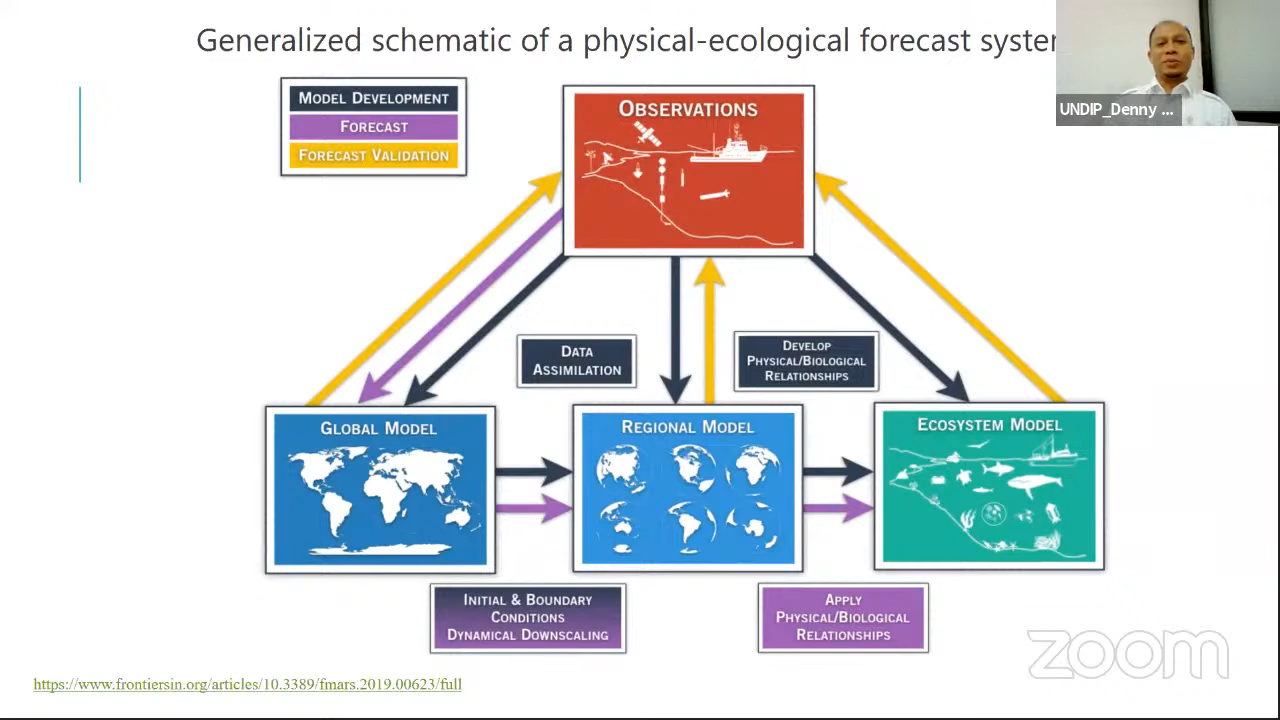 Generalized schematic of a physical-ecological forecast system
UNDIP_Denny ...
MODEL DEVELOPMENT
FORECAST
FORECAST VALIDATION
OBSERVATIONS
DATA
ASSIMILATION
DEVELOP
PHYSICAL/BIOLOGICAL
RELATIONSHIPS
GLOBAL MODEL
REGIONAL MODEL
ECOSYSTEM MODEL
INITIAL & BOUNDARY
CONDITIONS
DYNAMICAL DOWNSCALING
APPLY
PHYSICAL/BIOLOGICAL
RELATIONSHIPS
zoom
https://www.frontiersin.org/articles/10.3389/fmars.2019.00623/full